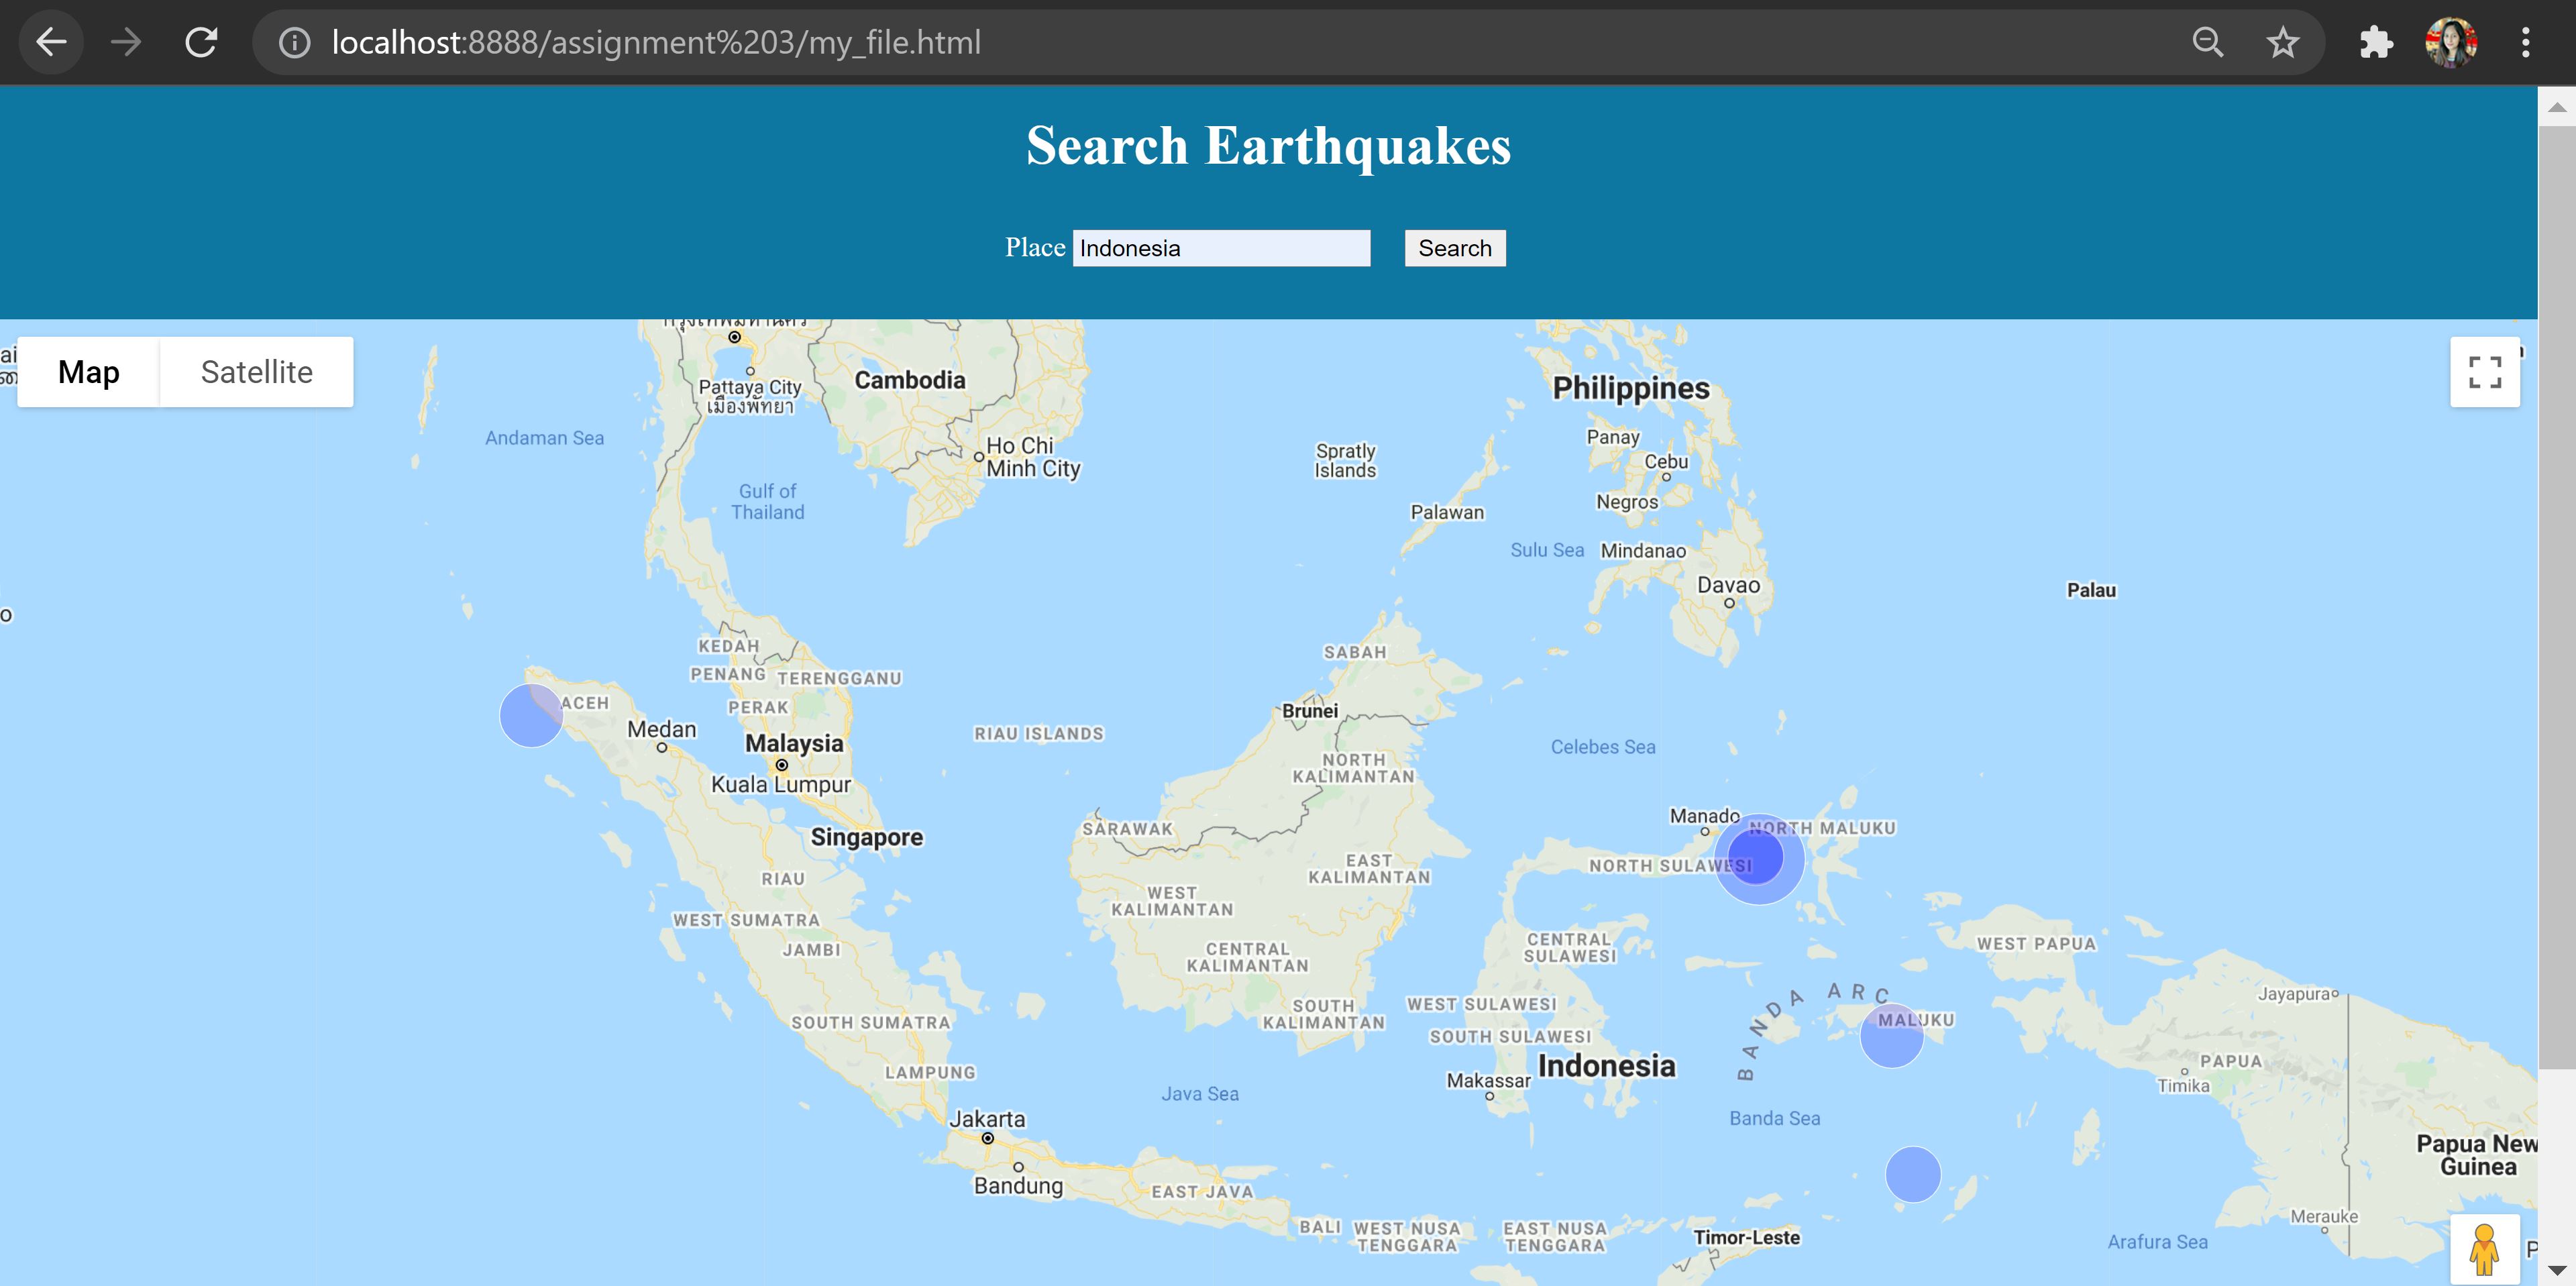 localhost:8888/assignment%203/my_file.html
Search Earthquakes
Place Indonesia Search
Map Satellite
Pattaya City
เมืองพัทยา
Cambodia
Philippines
Andaman Sea
Ho Chi
Minh City
Gulf of
Thailand
Spratly
Islands
Panay
Cebu
Negros
Palawan
Sulu Sea
Mindanao
Davao
Palau
KEDAH
PENANG
TERENGGANU
PERAK
SABAH
ACEH
Medan
Malaysia
Kuala Lumpur
RIAU ISLANDS
Brunei
Celebes Sea
NORTH
KALIMANTAN
Singapore
SARAWAK
Manado
NORTH MALUKU
NORTH SULAWESI
EAST
KALIMANTAN
RIAU
WEST
KALIMANTAN
WEST SUMATRA
JAMBI
CENTRAL
KALIMANTAN
CENTRAL
SULAWESI
WEST PAPUA
BANDA ARC
Jayapura
SOUTH
KALIMANTAN
WEST SULAWESI
SOUTH SUMATRA
SOUTH SULAWESI
MALUKU
Indonesia
PAPUA
LAMPUNG
Makassar
Timika
Java Sea
Jakarta
Banda Sea
Papua New
Guinea
Bandung
EAST JAVA
BALI
WEST NUSA
TENGGARA
EAST NUSA
TENGGARA
Timor-Leste
Merauke
Arafura Sea